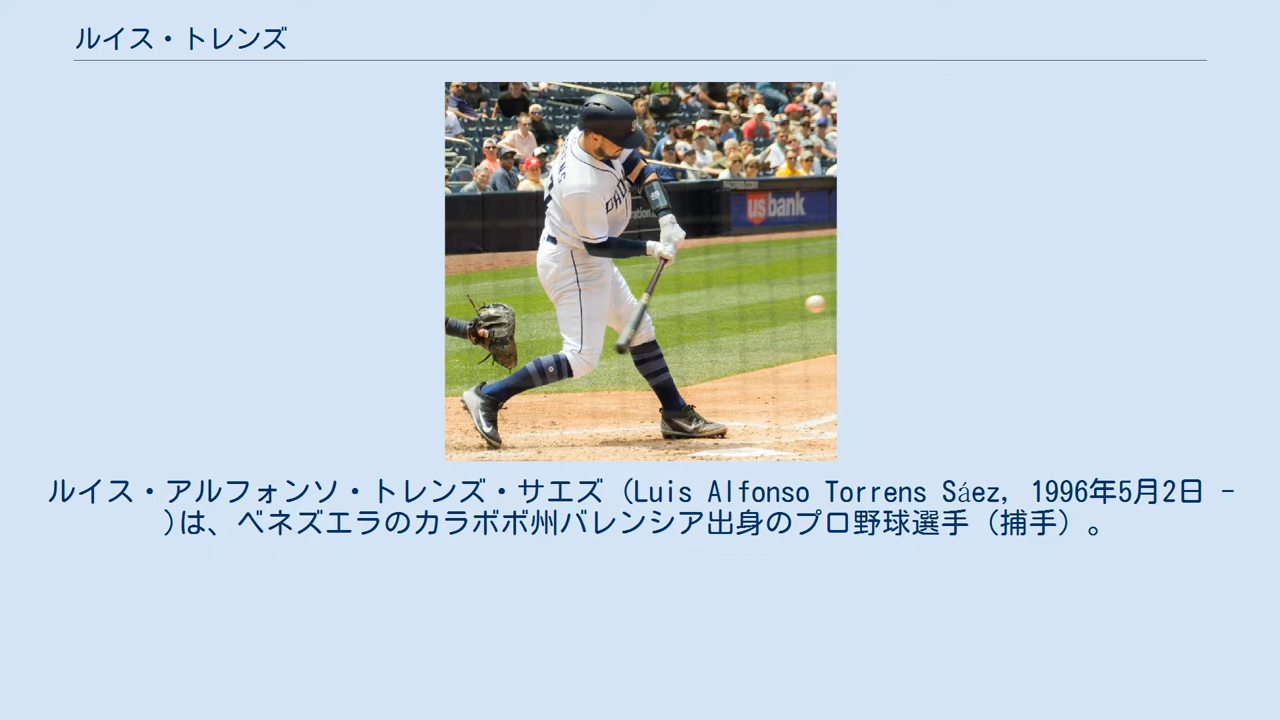 ルイス・トレンズ
usbank
ルイス・アルフォンソ・トレンズ・サエズ (Luis Alfonso Torrens Sáez, 1996年5月2日 -
)は、ベネズエラのカラボボ州バレンシア出身のプロ野球選手（捕手）。